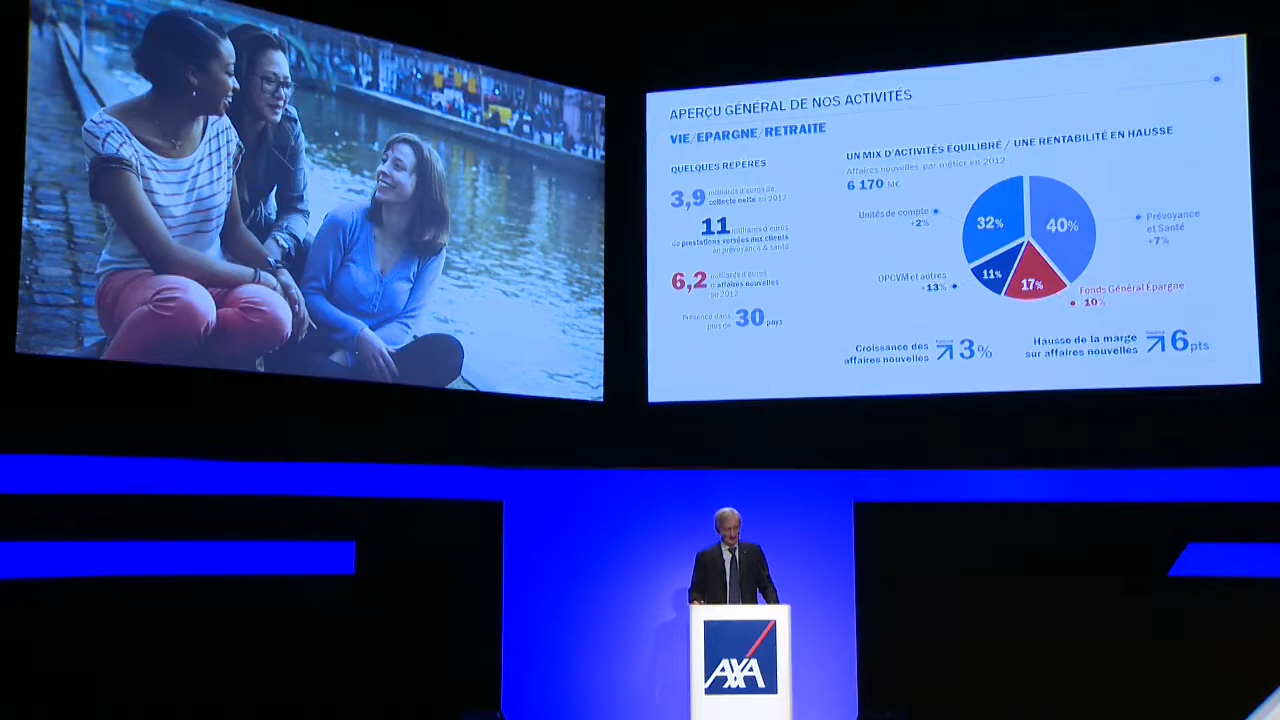 APERÇU GÉNÉRAL DE NOS ACTIVITÉS
VIE/EPARGNE/RETRAITE
QUELQUES REPÈRES
3,9 milliards d'euros de
collecte nette en 2012
11 milliards d'euros
de prestations versées aux clients
en prévoyance & santé
6,2 milliards d'euros
d'affaires nouvelles
en 2012
Présence dans
plus de 30 pays
UN MIX D'ACTIVITÉS ÉQUILIBRÉ / UNE RENTABILITÉ EN HAUSSE
Affaires nouvelles par métier en 2012
6 170 M€
Unités de compte
+2%
32%
40%
Prévoyance
et Santé
+7%
OPCVM et autres
+13%
11%
17%
Fonds Général Épargne
10%
Croissance des
affaires nouvelles
3%
Hausse de la marge
sur affaires nouvelles
6pts
AXA